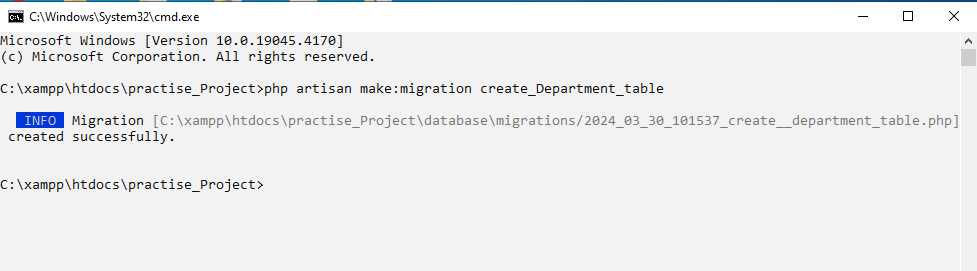 C:\Windows\System32\cmd.exe
Microsoft Windows [Version 10.0.19045.4170]
(c) Microsoft Corporation. All rights reserved.
C:\xampp\htdocs\practise_Project>php artisan make:migration create_Department_table
INFO Migration [C:\xampp\htdocs\practise_Project\database\migrations/2024_03_30_101537_create__department_table.php]
created successfully.
C:\xampp\htdocs\practise_Project>